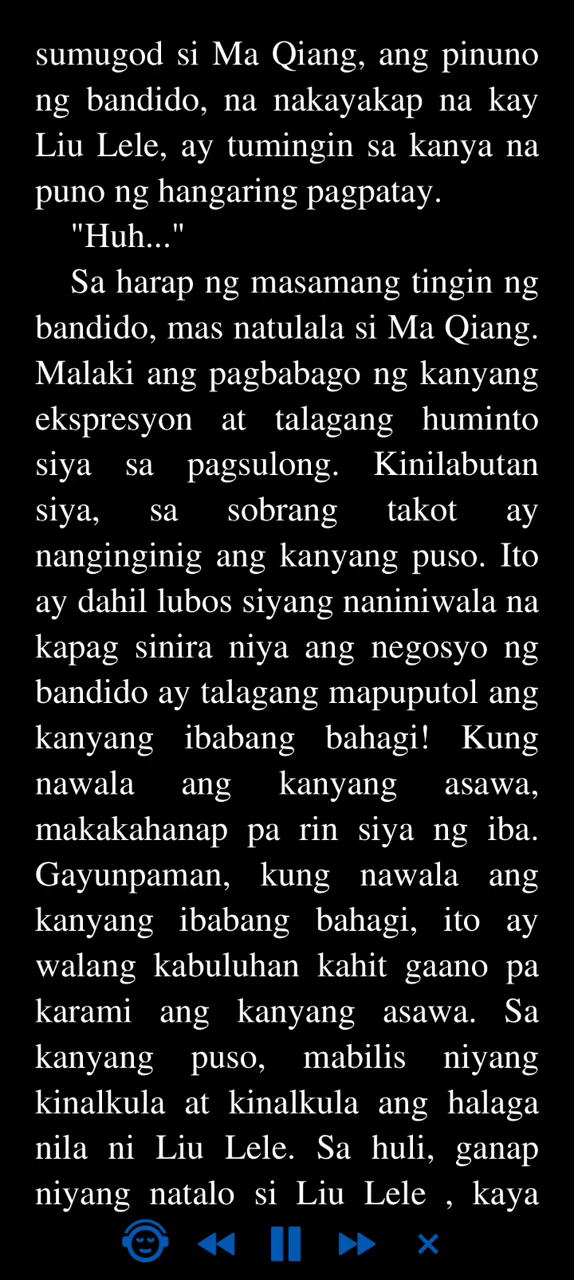 sumugod si Ma Qiang, ang pinuno
ng bandido, na nakayakap na kay
Liu Lele, ay tumingin sa kanya na
puno ng hangaring pagpatay.
"Huh..."
Sa harap ng masamang tingin ng
bandido, mas natulala si Ma Qiang.
Malaki ang pagbabago ng kanyang
ekspresyon at talagang huminto
siya sa pagsulong. Kinilabutan
siya, sa sobrang takot ay
nanginginig ang kanyang puso. Ito
ay dahil lubos siyang naniniwala na
kapag sinira niya ang negosyo ng
bandido ay talagang mapuputol ang
kanyang ibabang bahagi! Kung
nawala ang kanyang asawa,
makakahanap pa rin siya ng iba.
Gayunpaman, kung nawala ang
kanyang ibabang bahagi, ito ay
walang kabuluhan kahit gaano pa
karami ang kanyang asawa. Sa
kanyang puso, mabilis niyang
kinalkula at kinalkula ang halaga
nila ni Liu Lele. Sa huli, ganap
niyang natalo si Liu Lele , kaya